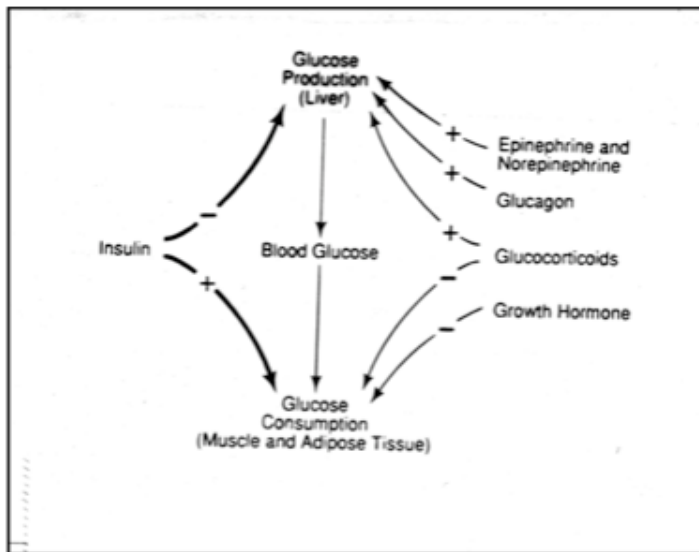 Glucose
Production
(Liver)
+
Epinephrine and
Norepinephrine
+
Glucagon
−
+
Insulin
Blood Glucose
Glucocorticoids
+
−
Growth Hormone
−
Glucose
Consumption
(Muscle and Adipose Tissue)